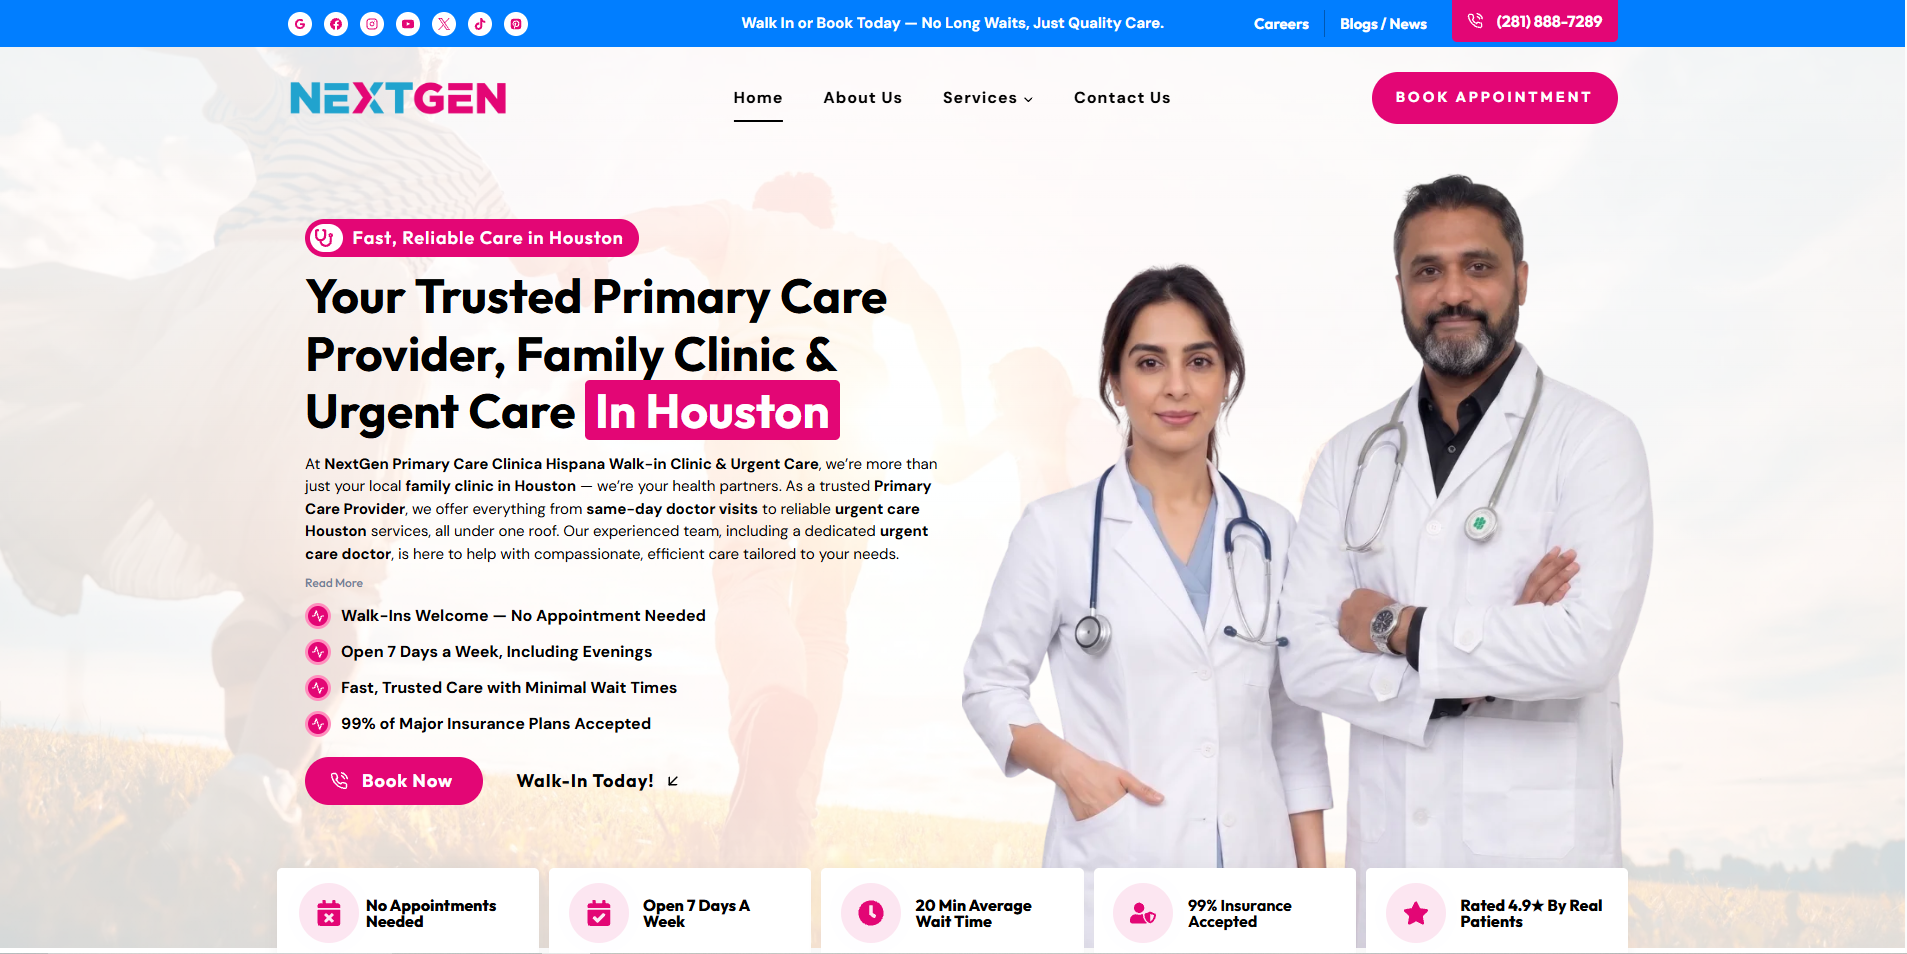 Walk In or Book Today — No Long Waits, Just Quality Care.
Careers
Blogs / News
(281) 888-7289
NEXTGEN
Home
About Us
Services
Contact Us
BOOK APPOINTMENT
Fast, Reliable Care in Houston
Your Trusted Primary Care
Provider, Family Clinic &
Urgent Care In Houston
At NextGen Primary Care Clinica Hispana Walk-in Clinic & Urgent Care, we’re more than
just your local family clinic in Houston — we’re your health partners. As a trusted Primary
Care Provider, we offer everything from same-day doctor visits to reliable urgent care
Houston services, all under one roof. Our experienced team, including a dedicated urgent
care doctor, is here to help with compassionate, efficient care tailored to your needs.
Read More
Walk-Ins Welcome — No Appointment Needed
Open 7 Days a Week, Including Evenings
Fast, Trusted Care with Minimal Wait Times
99% of Major Insurance Plans Accepted
Book Now
Walk-In Today!
No Appointments
Needed
Open 7 Days A
Week
20 Min Average
Wait Time
99% Insurance
Accepted
Rated 4.9★ By Real
Patients